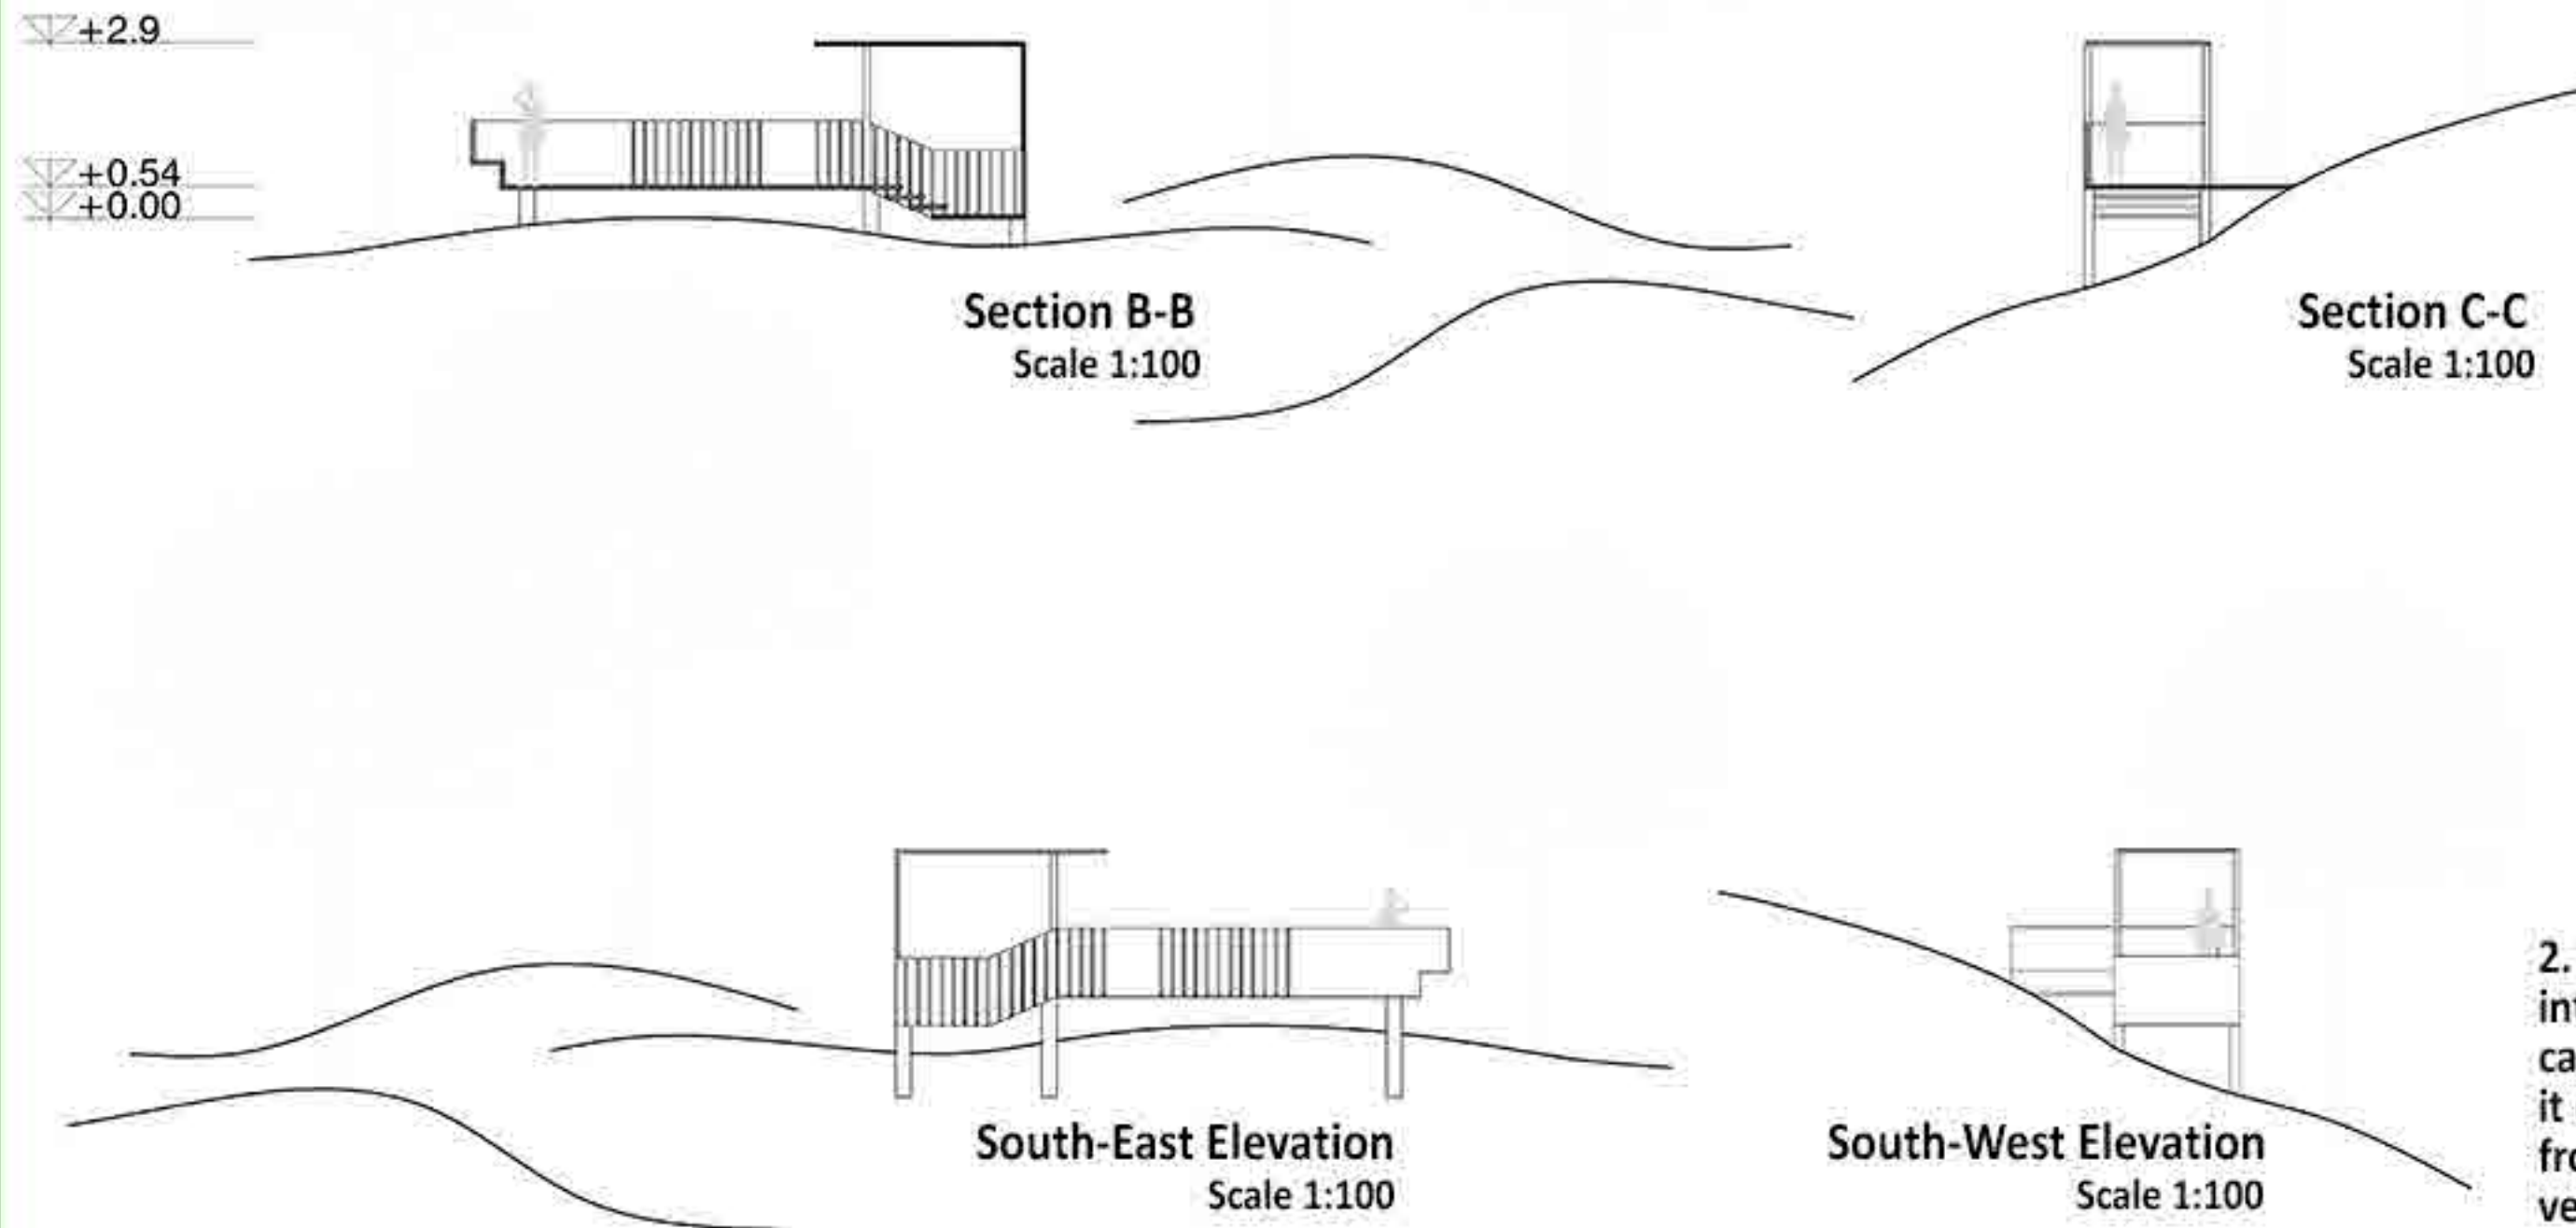 +2.9
+0.54
+0.00
Section B-B
Scale 1:100
Section C-C
Scale 1:100
South-East Elevation
Scale 1:100
South-West Elevation
Scale 1:100
2.
it